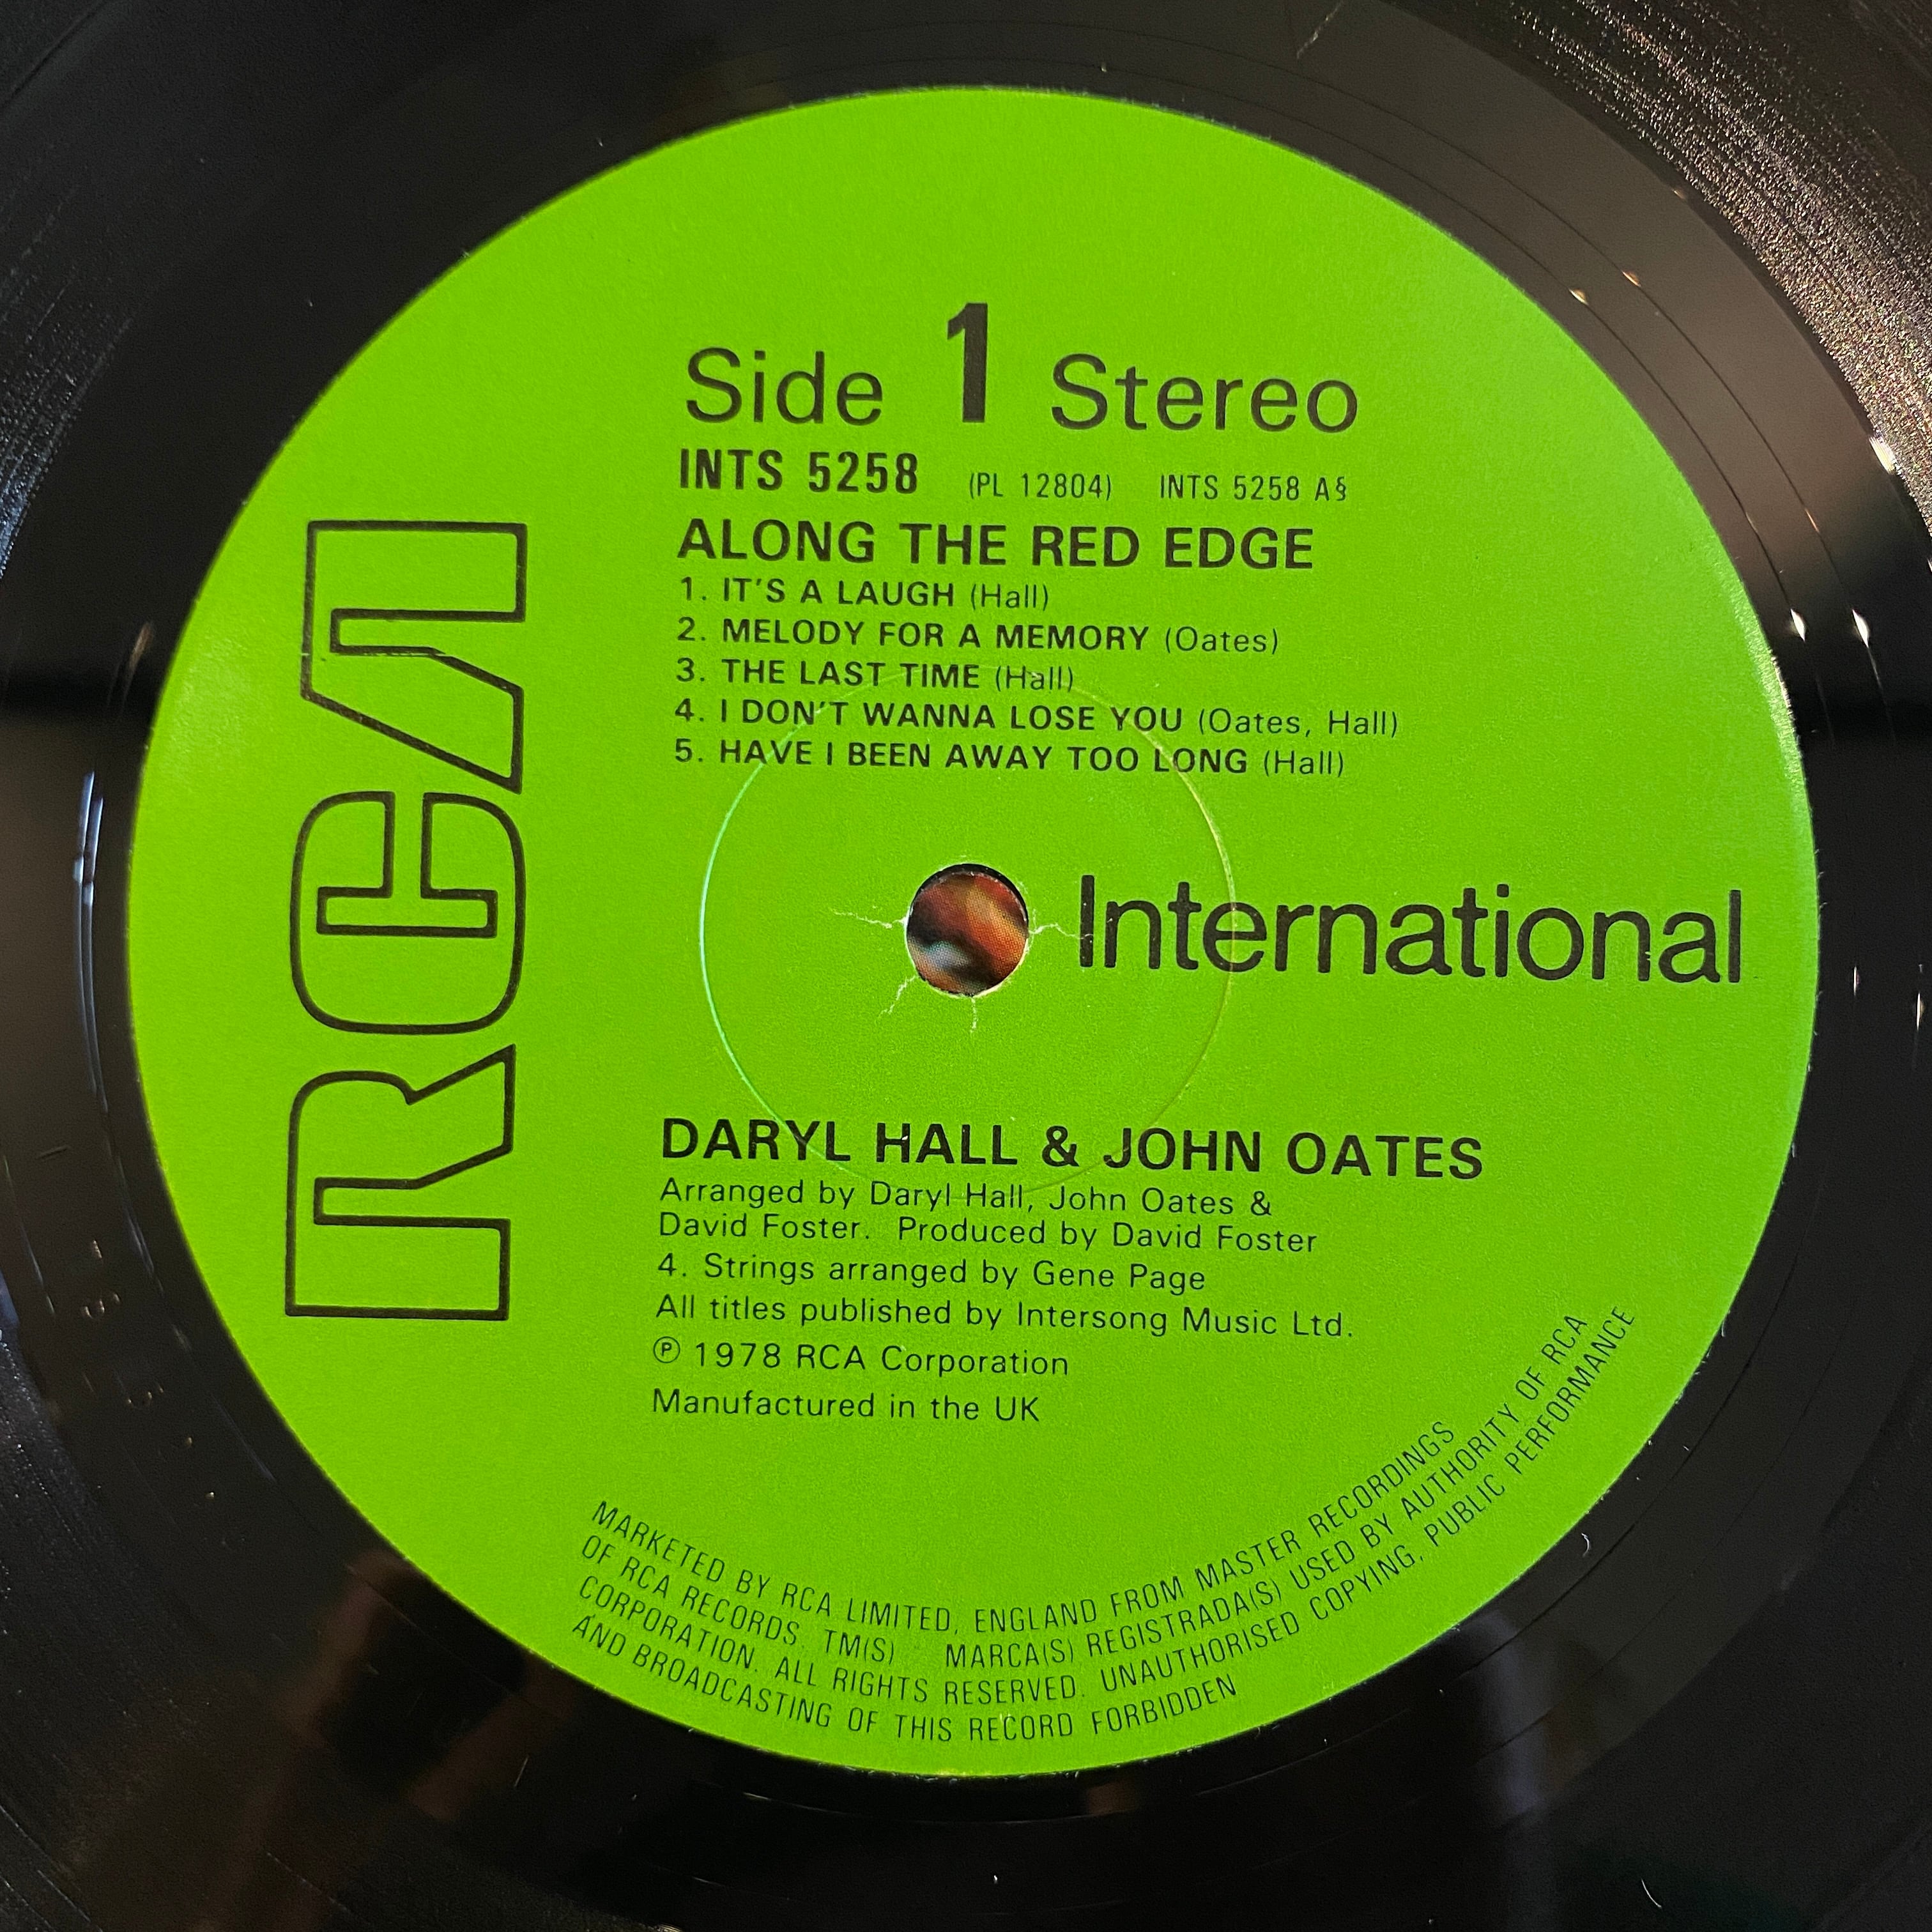 Side 1 Stereo
INTS 5258 (PL 12804) INTS 5258 A§
ALONG THE RED EDGE
1. IT'S A LAUGH (Hall)
2. MELODY FOR A MEMORY (Oates)
3. THE LAST TIME (Hall)
4. I DON'T WANNA LOSE YOU (Oates, Hall)
5. HAVE I BEEN AWAY TOO LONG (Hall)
RCA
International
DARYL HALL & JOHN OATES
Arranged by Daryl Hall, John Oates &
David Foster. Produced by David Foster
4. Strings arranged by Gene Page
All titles published by Intersong Music Ltd.
℗ 1978 RCA Corporation
Manufactured in the UK
MARKETED BY RCA LIMITED, ENGLAND FROM MASTER RECORDINGS
OF RCA RECORDS. TM(S) MARCA(S) REGISTRADA(S) USED BY AUTHORITY OF RCA
CORPORATION. ALL RIGHTS RESERVED. UNAUTHORISED COPYING, PUBLIC PERFORMANCE
AND BROADCASTING OF THIS RECORD FORBIDDEN